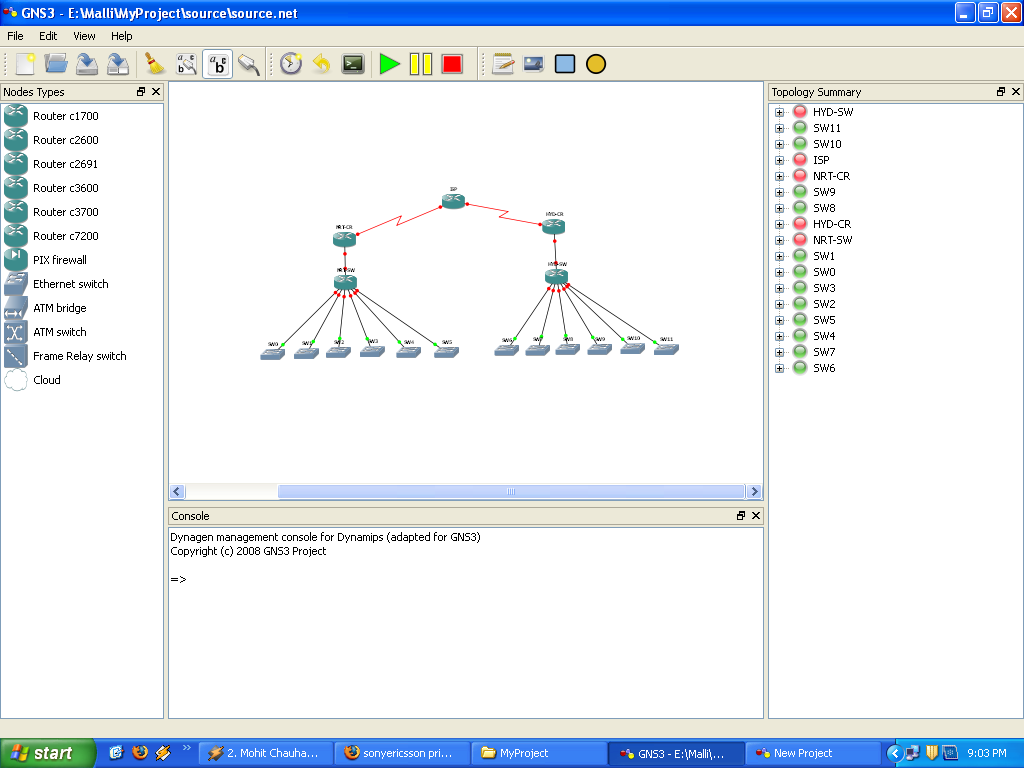 GNS3 - E:\Malli\MyProject\source\source.net
File Edit View Help
Nodes Types
Router c1700
Router c2600
Router c2691
Router c3600
Router c3700
Router c7200
PIX firewall
Ethernet switch
ATM bridge
ATM switch
Frame Relay switch
Cloud
ISP
NRT-CR
HYD-CR
NRT-SW
HYD-SW
SW0 SW1 SW2 SW3 SW4 SW5
SW6 SW7 SW8 SW9 SW10 SW11
Console
Dynagen management console for Dynamips (adapted for GNS3)
Copyright (c) 2008 GNS3 Project
=>
Topology Summary
HYD-SW
SW11
SW10
ISP
NRT-CR
SW9
SW8
HYD-CR
NRT-SW
SW1
SW0
SW3
SW2
SW5
SW4
SW7
SW6
start
2. Mohit Chauha...
sonyericsson pri...
MyProject
GNS3 - E:\Malli\...
New Project
9:03 PM